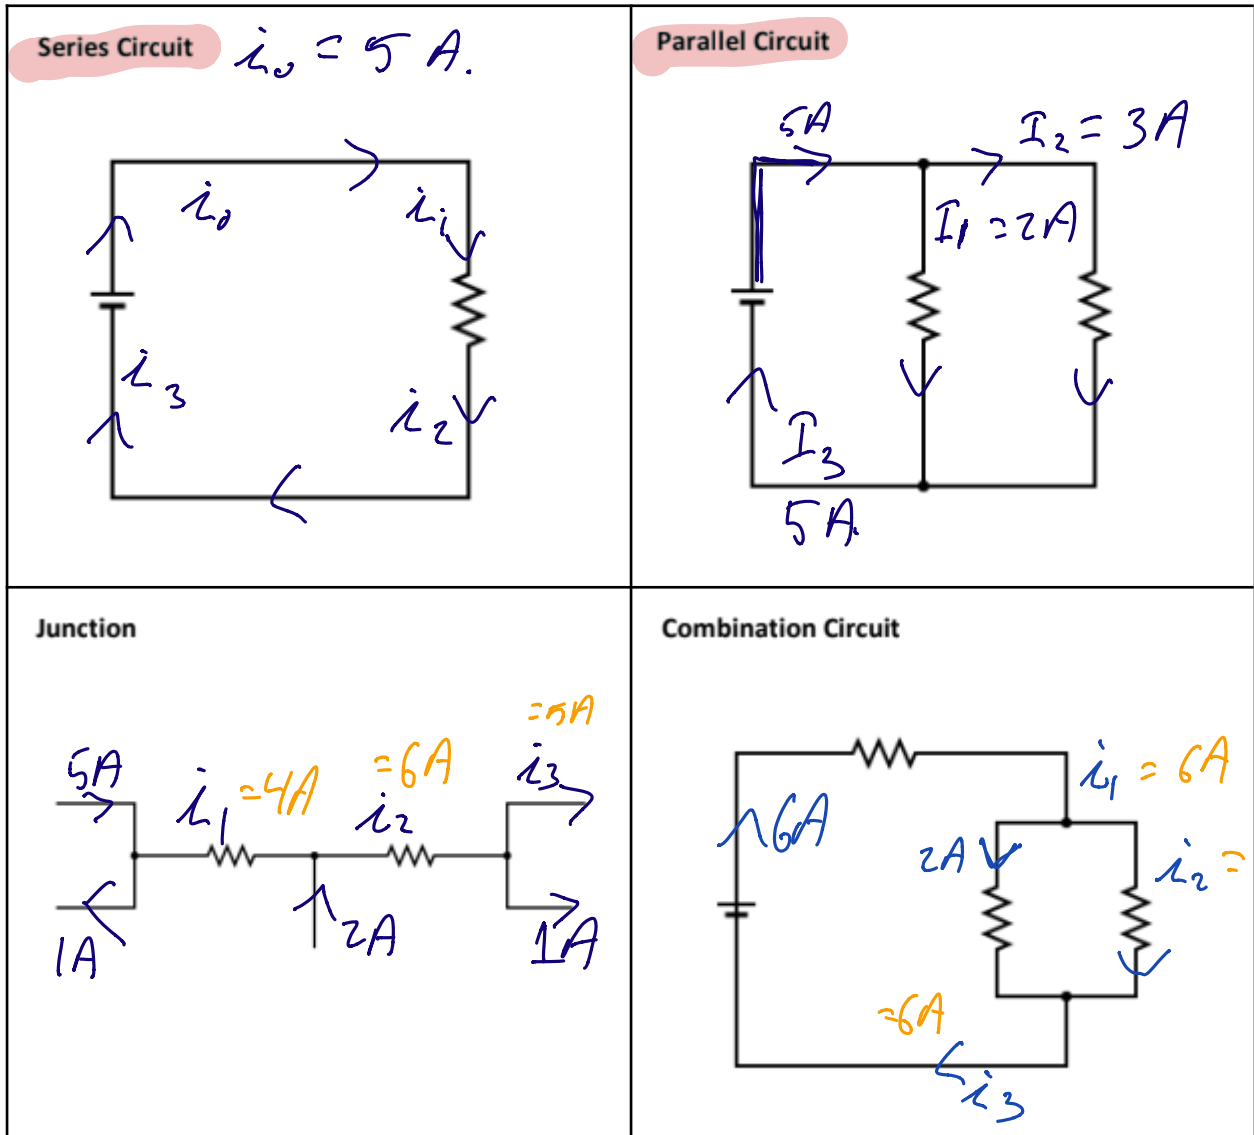 Series Circuit i₀ = 5 A.
i₀
i₁
i₃
i₂
Parallel Circuit
5A
I₂ = 3A
I₁ = 2A
I₃
5A.
Junction
= 5A
5A
i₁ = 4A
= 6A
i₂
i₃
1A
2A
1A
Combination Circuit
i₁ = 6A
6A
2A
i₂ =
= 6A
i₃